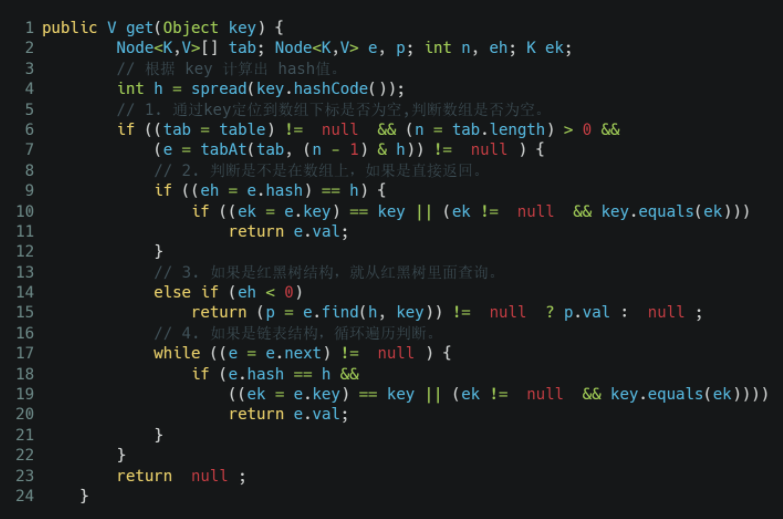 1 public V get(Object key) {
2 Node<K,V>[] tab; Node<K,V> e, p; int n, eh; K ek;
3 // 根据 key 计算出 hash值。
4 int h = spread(key.hashCode());
5 // 1. 通过key定位到数组下标是否为空,判断数组是否为空。
6 if ((tab = table) != null && (n = tab.length) > 0 &&
7 (e = tabAt(tab, (n - 1) & h)) != null ) {
8 // 2. 判断是不是在数组上，如果是直接返回。
9 if ((eh = e.hash) == h) {
10 if ((ek = e.key) == key || (ek != null && key.equals(ek)))
11 return e.val;
12 }
13 // 3. 如果是红黑树结构，就从红黑树里面查询。
14 else if (eh < 0)
15 return (p = e.find(h, key)) != null ? p.val : null ;
16 // 4. 如果是链表结构，循环遍历判断。
17 while ((e = e.next) != null ) {
18 if (e.hash == h &&
19 ((ek = e.key) == key || (ek != null && key.equals(ek))))
20 return e.val;
21 }
22 }
23 return null ;
24 }